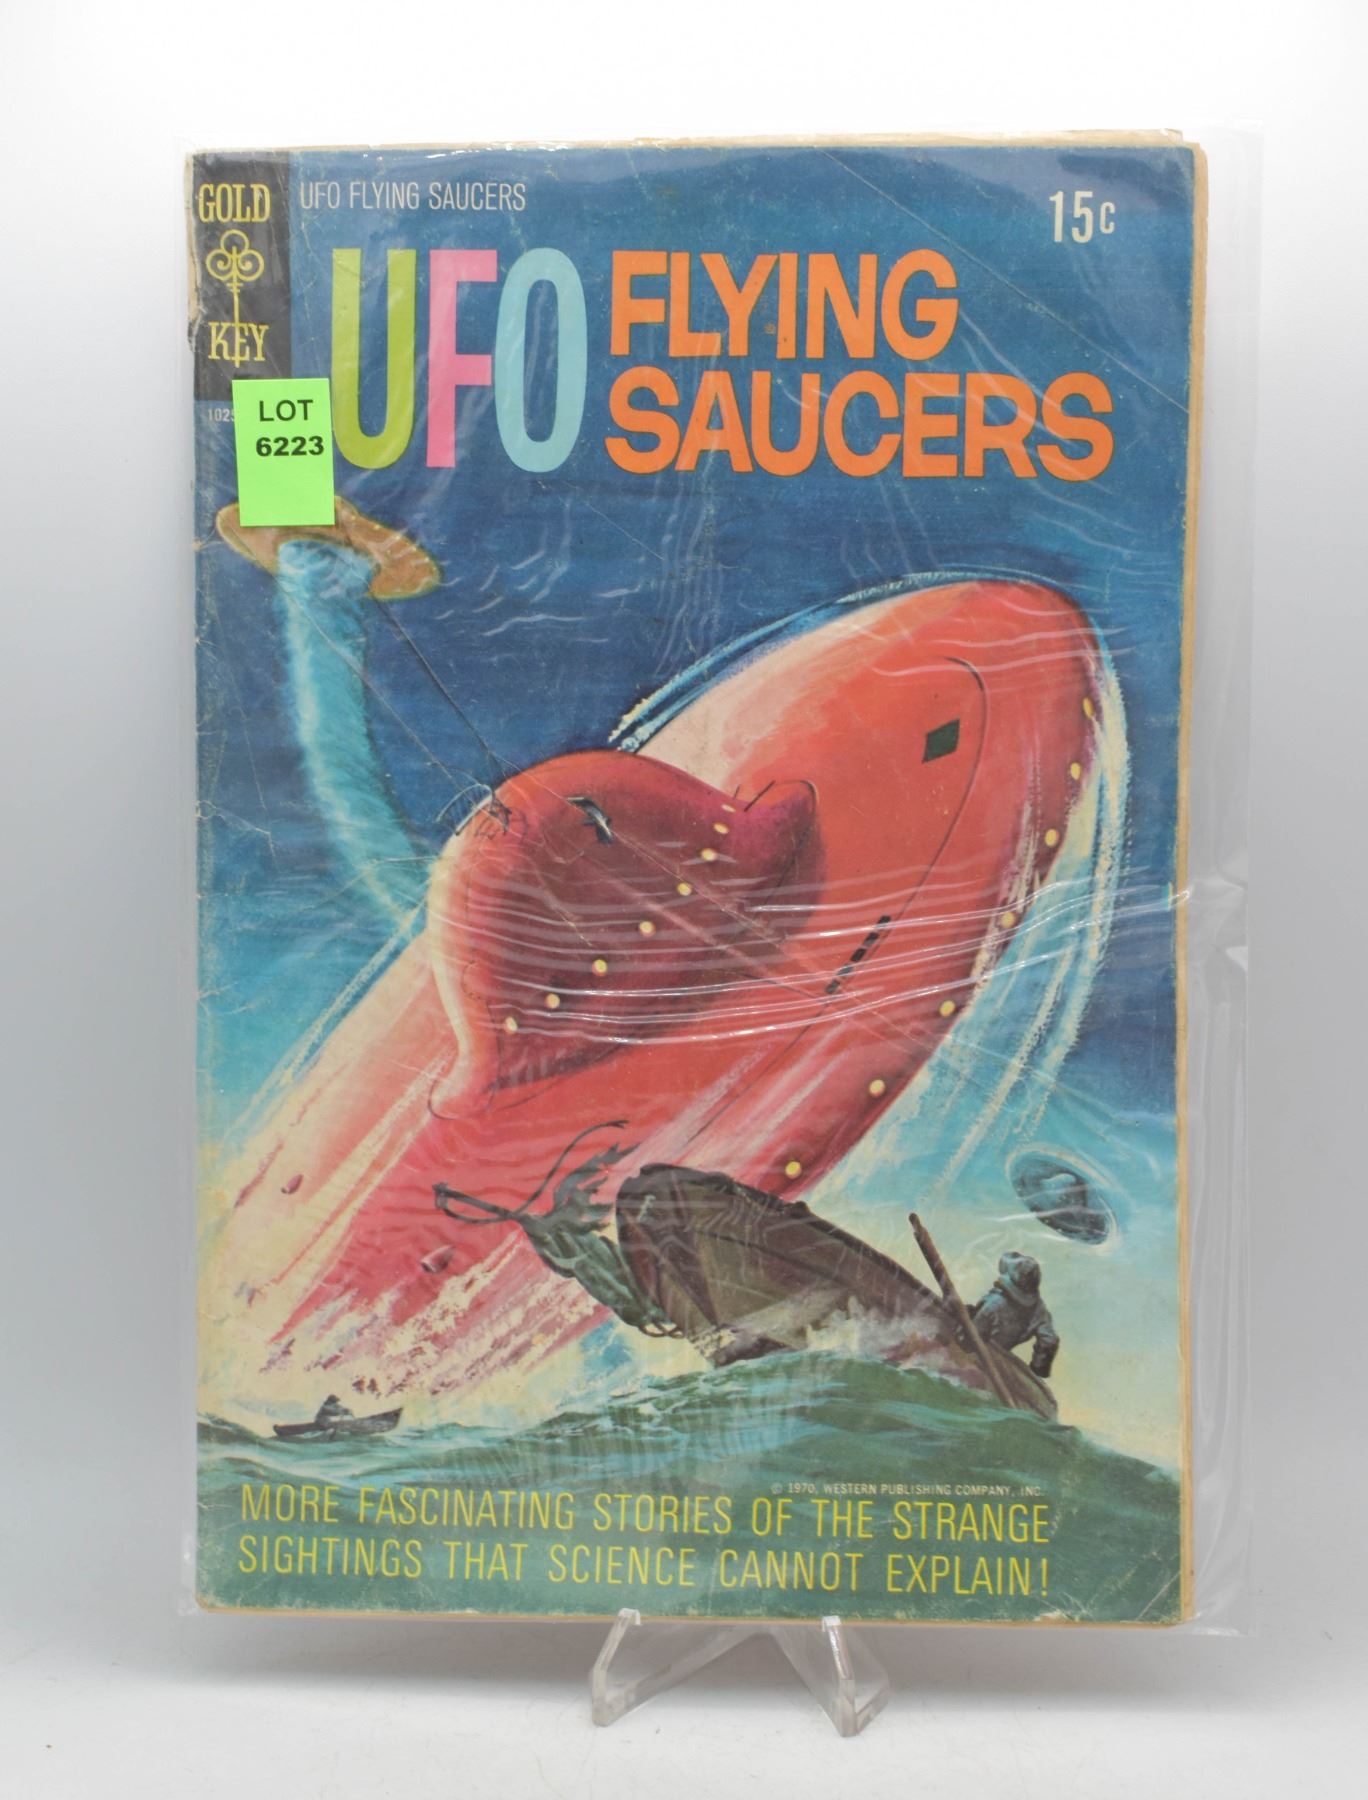 GOLD
KEY
UFO FLYING SAUCERS
15c
UFO FLYING
SAUCERS
LOT
6223
© 1970, WESTERN PUBLISHING COMPANY, INC.
MORE FASCINATING STORIES OF THE STRANGE
SIGHTINGS THAT SCIENCE CANNOT EXPLAIN!